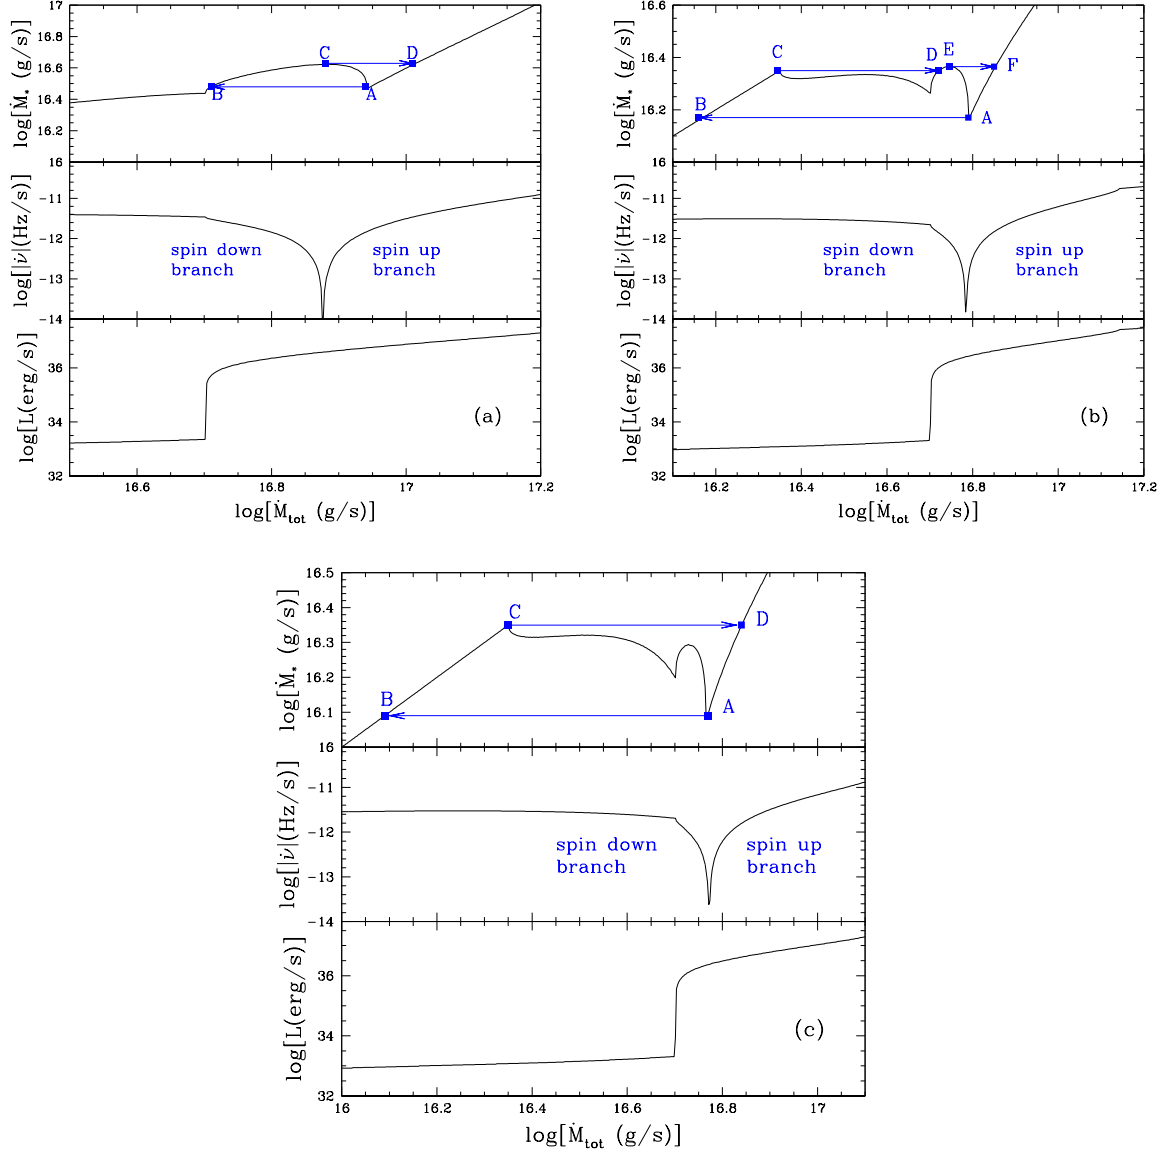 17
16.8
16.6
16.4
16.2
16
log[Ṁ* (g/s)]
A B C D
-11
-12
-13
-14
log[|ν̇|(Hz/s)]
spin down
branch
spin up
branch
36
34
32
log[L(erg/s)]
(a)
16.6 16.8 17 17.2
log[Ṁtot (g/s)]
16.6
16.4
16.2
16
log[Ṁ* (g/s)]
A B C D E F
-11
-12
-13
-14
log[|ν̇|(Hz/s)]
spin down
branch
spin up
branch
36
34
32
log[L(erg/s)]
(b)
16.2 16.4 16.6 16.8 17 17.2
log[Ṁtot (g/s)]
16.5
16.4
16.3
16.2
16.1
16
log[Ṁ* (g/s)]
A B C D
-11
-12
-13
-14
log[|ν̇|(Hz/s)]
spin down
branch
spin up
branch
36
34
32
log[L(erg/s)]
(c)
16 16.2 16.4 16.6 16.8 17
log[Ṁtot (g/s)]